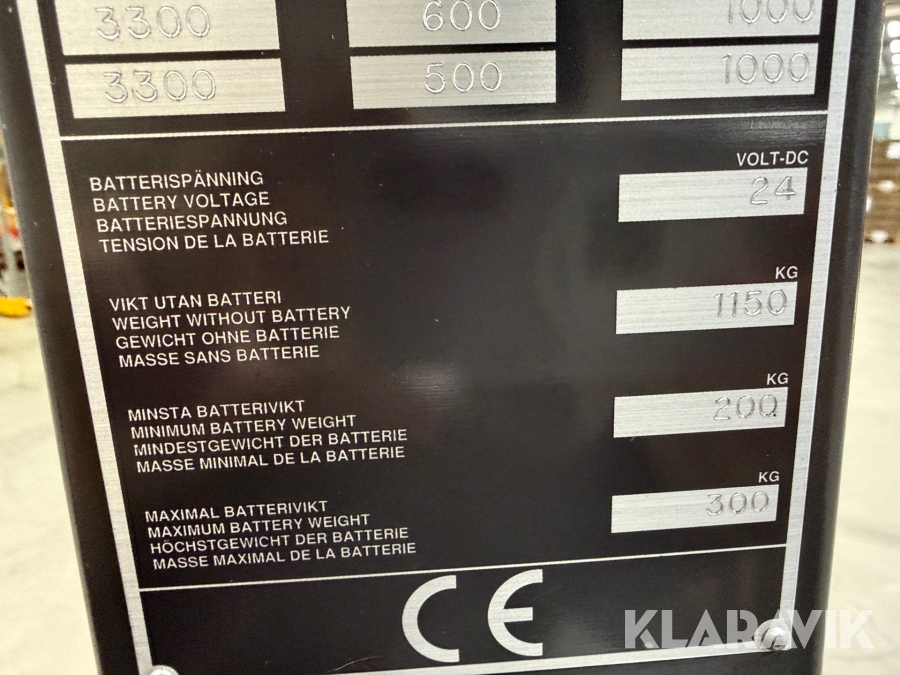 3300 600 1000
3300 500 1000
BATTERISPÄNNING
BATTERY VOLTAGE
BATTERIESPANNUNG
TENSION DE LA BATTERIE
VOLT-DC
24
VIKT UTAN BATTERI
WEIGHT WITHOUT BATTERY
GEWICHT OHNE BATTERIE
MASSE SANS BATTERIE
KG
1150
MINSTA BATTERIVIKT
MINIMUM BATTERY WEIGHT
MINDESTGEWICHT DER BATTERIE
MASSE MINIMAL DE LA BATTERIE
KG
200
MAXIMAL BATTERIVIKT
MAXIMUM BATTERY WEIGHT
HÖCHSTGEWICHT DER BATTERIE
MASSE MAXIMAL DE LA BATTERIE
KG
300
CE
KLARAVIK